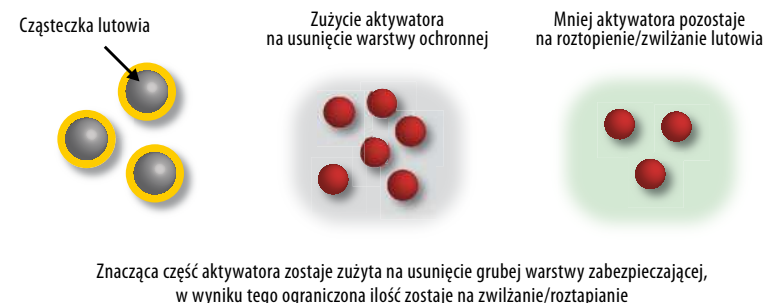 Cząsteczka lutowia
Zużycie aktywatora
na usunięcie warstwy ochronnej
Mniej aktywatora pozostaje
na roztopienie/zwilżanie lutowia
Znacząca część aktywatora zostaje zużyta na usunięcie grubej warstwy zabezpieczającej,
w wyniku tego ograniczona ilość zostaje na zwilżanie/roztapianie